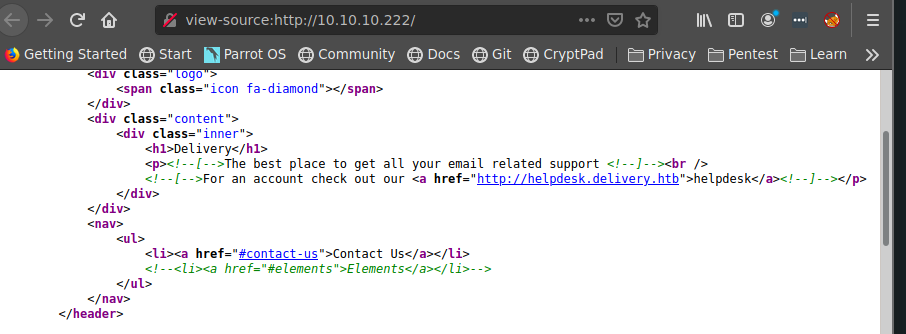 view-source:http://10.10.10.222/
Getting Started Start Parrot OS Community Docs Git CryptPad Privacy Pentest Learn
<div class="logo">
<span class="icon fa-diamond"></span>
</div>
<div class="content">
<div class="inner">
<h1>Delivery</h1>
<p><!--[-->The best place to get all your email related support <!--]--><br />
<!--[-->For an account check out our <a href="http://helpdesk.delivery.htb">helpdesk</a><!--]--></p>
</div>
</div>
<nav>
<ul>
<li><a href="#contact-us">Contact Us</a></li>
<!--<li><a href="#elements">Elements</a></li>-->
</ul>
</nav>
</header>